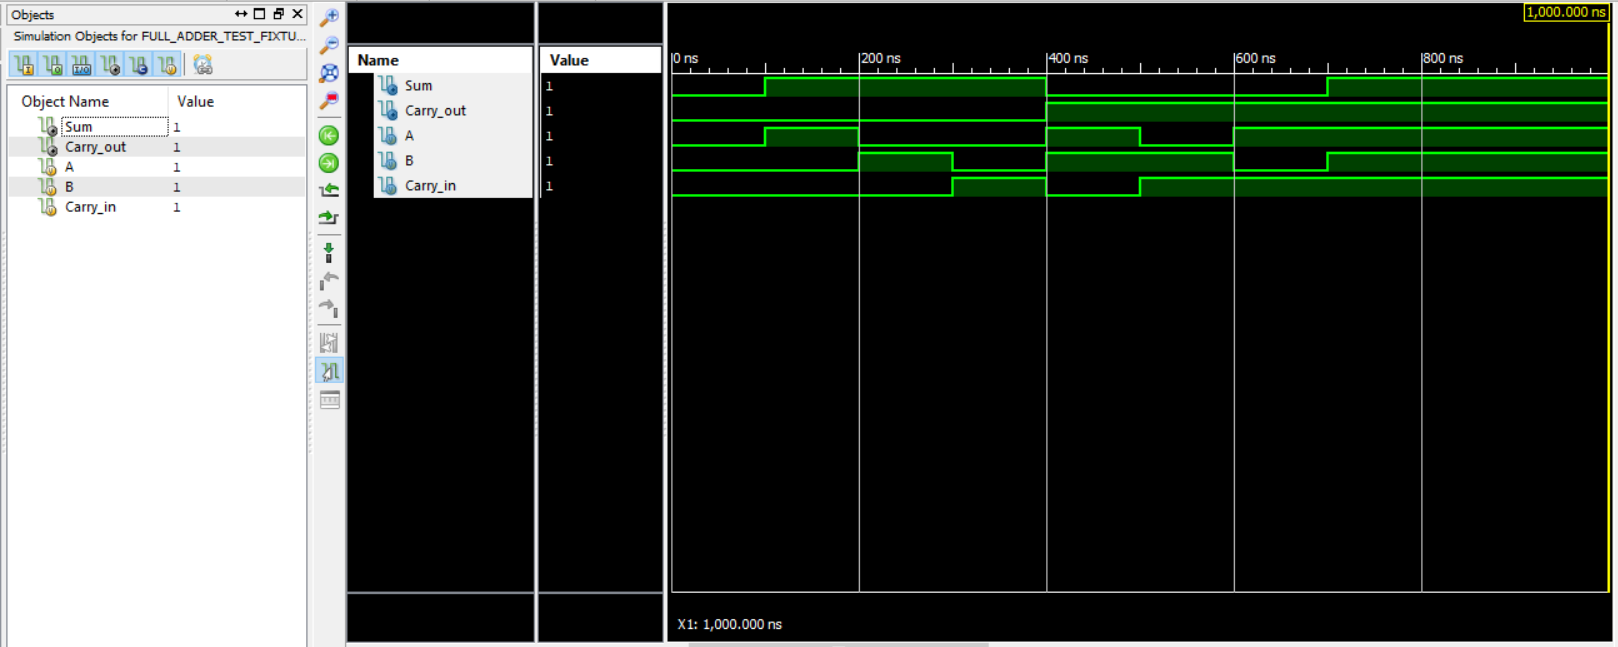 Objects
Simulation Objects for FULL_ADDER_TEST_FIXTU...
Object Name Value
Sum 1
Carry_out 1
A 1
B 1
Carry_in 1
Name Value
Sum 1
Carry_out 1
A 1
B 1
Carry_in 1
1,000.000 ns
0 ns 200 ns 400 ns 600 ns 800 ns
X1: 1,000.000 ns